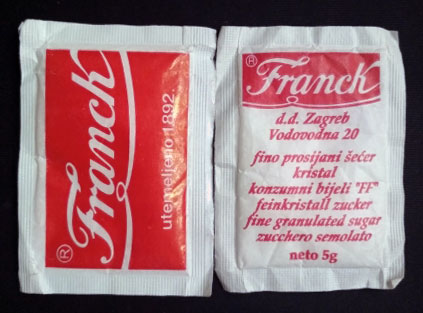 ® Franck
utemeljeno 1892.
® Franck
d.d. Zagreb
Vodovodna 20
fino prosijani šećer
kristal
konzumni bijeli "FF"
feinkristall zucker
fine granulated sugar
zucchero semolato
neto 5g